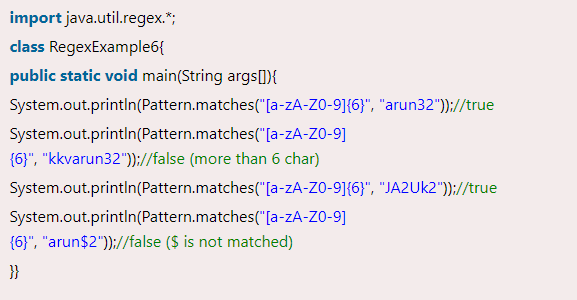 import java.util.regex.*;
class RegexExample6{
public static void main(String args[]){
System.out.println(Pattern.matches("[a-zA-Z0-9]{6}", "arun32"));//true
System.out.println(Pattern.matches("[a-zA-Z0-9]
{6}", "kkvarun32"));//false (more than 6 char)
System.out.println(Pattern.matches("[a-zA-Z0-9]{6}", "JA2Uk2"));//true
System.out.println(Pattern.matches("[a-zA-Z0-9]
{6}", "arun$2"));//false ($ is not matched)
}}